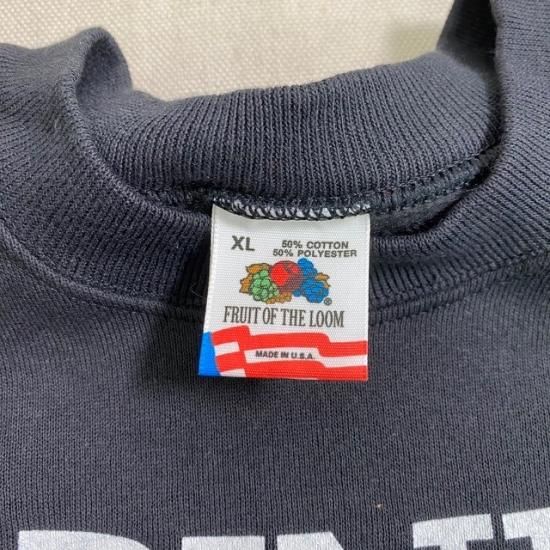 XL
50% COTTON
50% POLYESTER
®
FRUIT OF THE LOOM
MADE IN U.S.A.